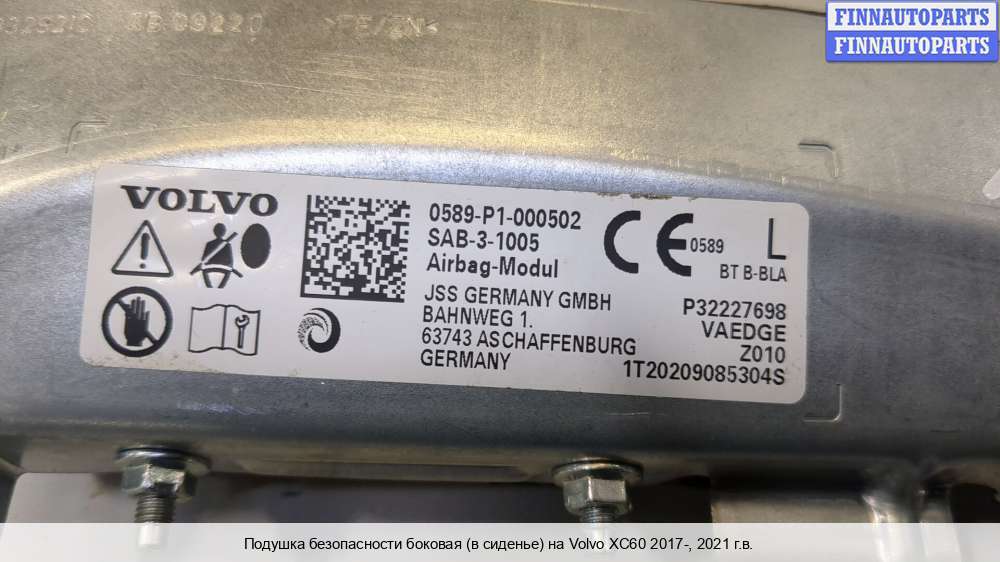 FINNAUTOPARTS
FINNAUTOPARTS
VOLVO
0589-P1-000502
SAB-3-1005
Airbag-Modul
JSS GERMANY GMBH
BAHNWEG 1.
63743 ASCHAFFENBURG
GERMANY
CE 0589
L
BT B-BLA
P32227698
VAEDGE
Z010
1T20209085304S
Подушка безопасности боковая (в сиденье) на Volvo XC60 2017-, 2021 г.в.